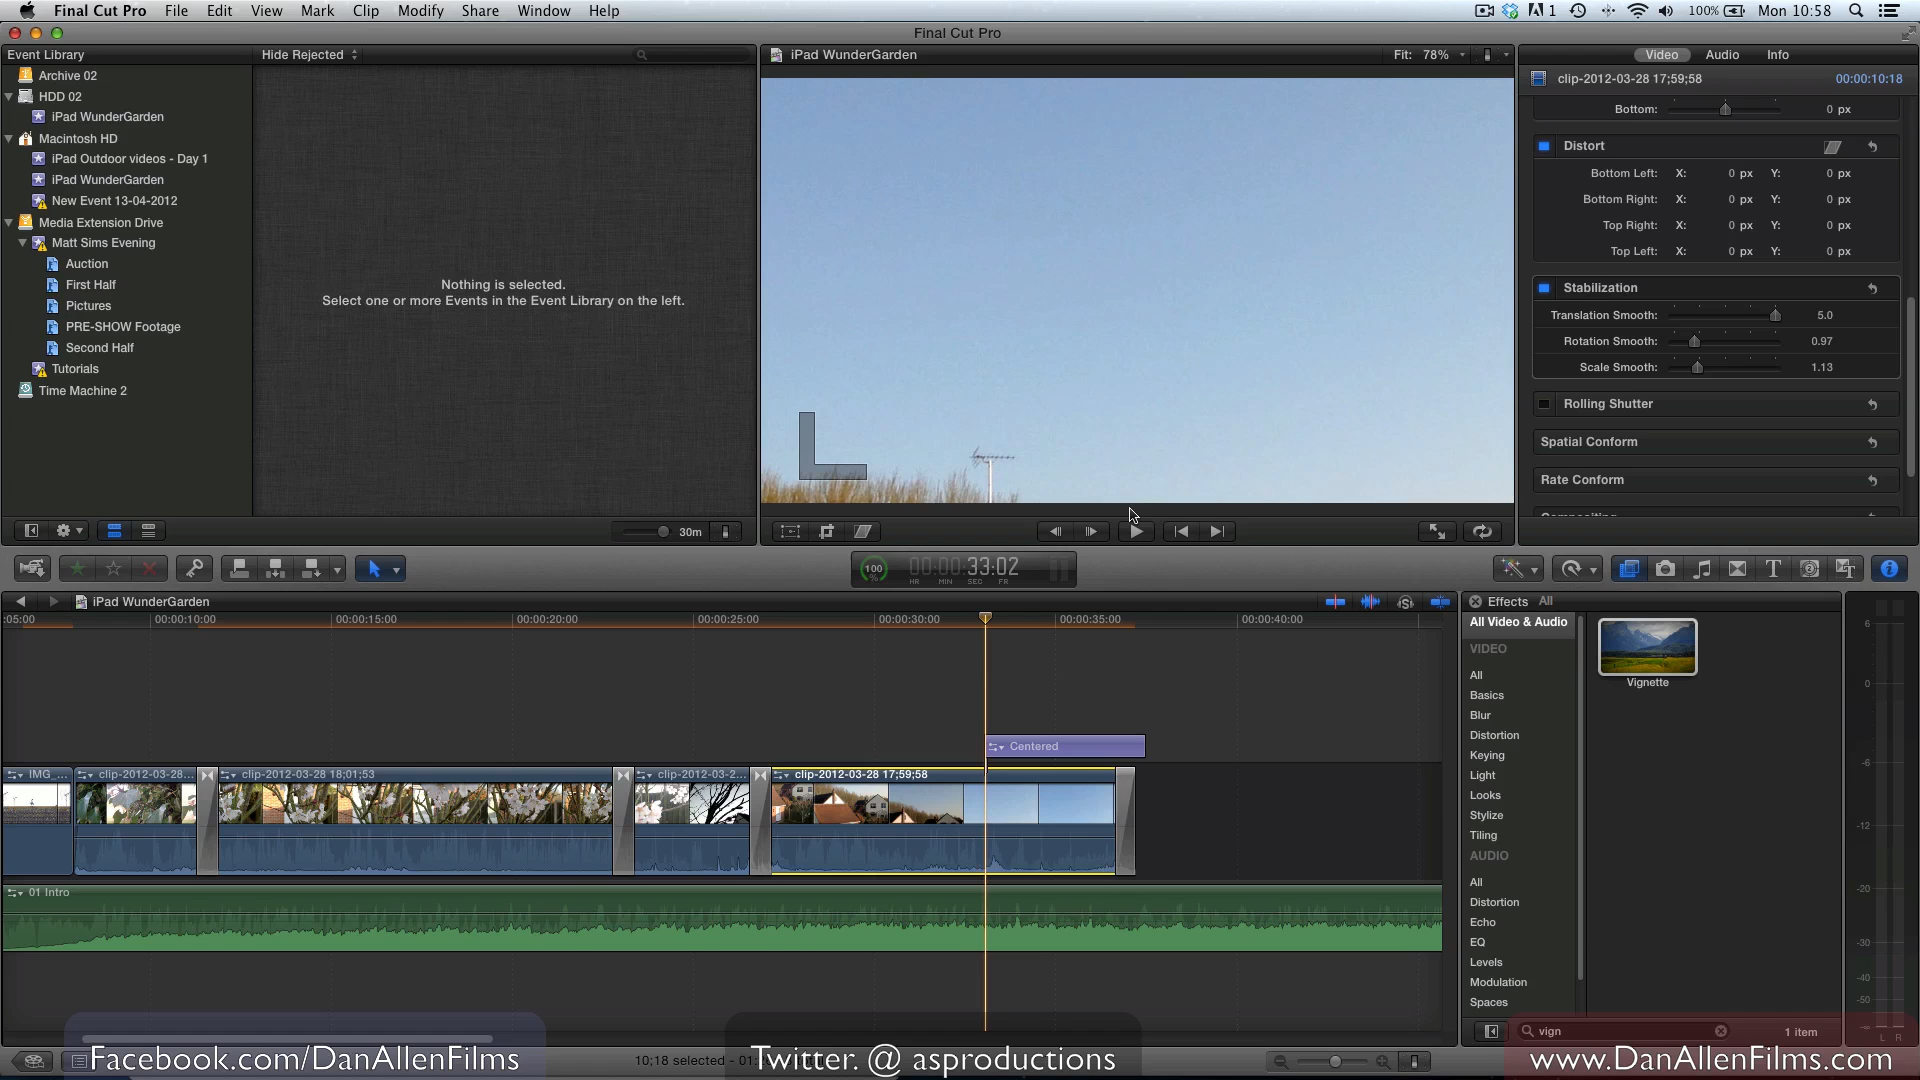 Final Cut Pro File Edit View Mark Clip Modify Share Window Help
1 100% Mon 10:58
Final Cut Pro
Event Library
Hide Rejected
Archive 02
HDD 02
iPad WunderGarden
Macintosh HD
iPad Outdoor videos - Day 1
iPad WunderGarden
New Event 13-04-2012
Media Extension Drive
Matt Sims Evening
Auction
First Half
Pictures
PRE-SHOW Footage
Second Half
Tutorials
Time Machine 2
Nothing is selected.
Select one or more Events in the Event Library on the left.
30m
iPad WunderGarden
Fit: 78%
Video Audio Info
clip-2012-03-28 17;59;58 00:00:10:18
Bottom: 0 px
Distort
Bottom Left: X: 0 px Y: 0 px
Bottom Right: X: 0 px Y: 0 px
Top Right: X: 0 px Y: 0 px
Top Left: X: 0 px Y: 0 px
Stabilization
Translation Smooth: 5.0
Rotation Smooth: 0.97
Scale Smooth: 1.13
Rolling Shutter
Spatial Conform
Rate Conform
Compositing
100 % 00:00:33:02
HR MIN SEC FR
iPad WunderGarden
:05:00 00:00:10:00 00:00:15:00 00:00:20:00 00:00:25:00 00:00:30:00 00:00:35:00 00:00:40:00
Centered
IMG_... clip-2012-03-28... clip-2012-03-28 18;01;53 clip-2012-03-2... clip-2012-03-28 17;59;58
01 Intro
Effects All
All Video & Audio
VIDEO
All
Basics
Blur
Distortion
Keying
Light
Looks
Stylize
Tiling
AUDIO
All
Distortion
Echo
EQ
Levels
Modulation
Spaces
Vignette
vign
1 item
6
0
-6
-12
-20
-30
-40
-50
-∞
L R
10;18 selected - 01:
Facebook.com/DanAllenFilms
Twitter. @ asproductions
www.DanAllenFilms.com